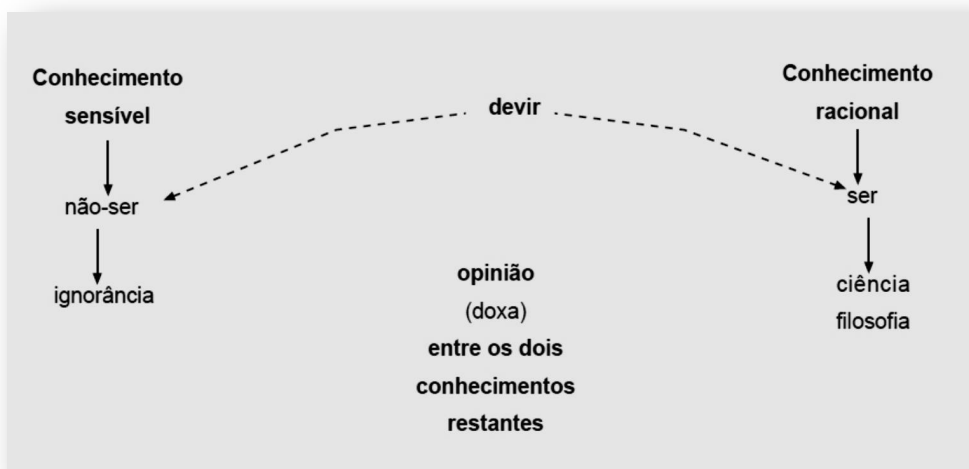 Conhecimento
sensível
não-ser
ignorância
devir
opinião
(doxa)
entre os dois
conhecimentos
restantes
Conhecimento
racional
ser
ciência
filosofia